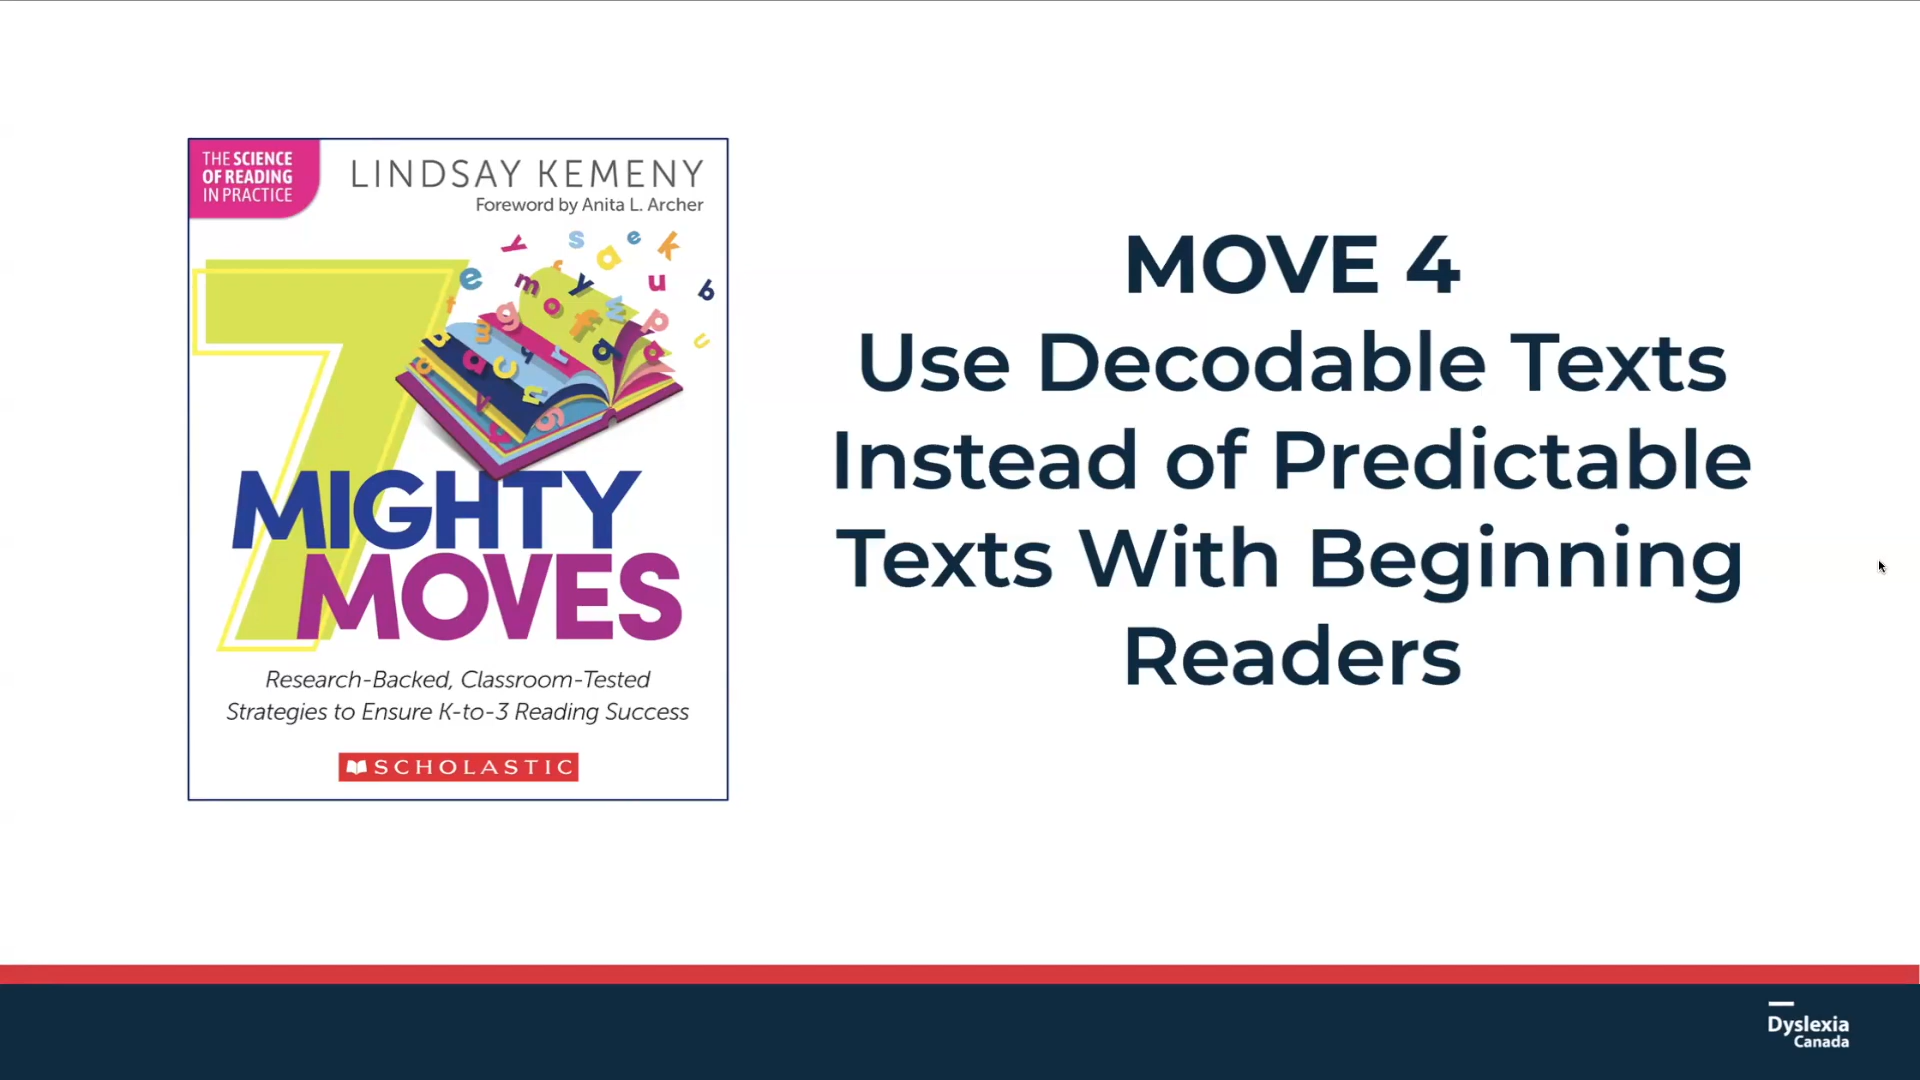 THE SCIENCE
OF READING
IN PRACTICE
LINDSAY KEMENY
Foreword by Anita L. Archer
7
MIGHTY
MOVES
Research-Backed, Classroom-Tested
Strategies to Ensure K-to-3 Reading Success
SCHOLASTIC
MOVE 4
Use Decodable Texts
Instead of Predictable
Texts With Beginning
Readers
Dyslexia
Canada